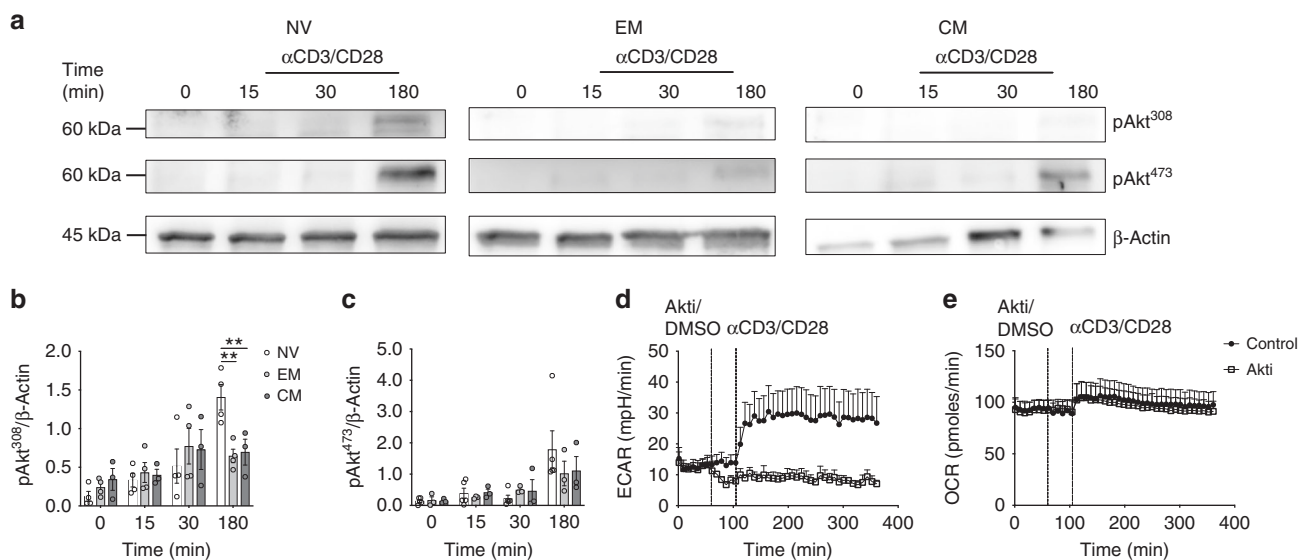 a
NV EM CM
αCD3/CD28 αCD3/CD28 αCD3/CD28
Time
(min)
0 15 30 180 0 15 30 180 0 15 30 180
60 kDa pAkt308
60 kDa pAkt473
45 kDa β-Actin
b
pAkt308/β-Actin
2.0
1.5
1.0
0.5
0
**
**
NV
EM
CM
0 15 30 180
Time (min)
c
pAkt473/β-Actin
5.0
4.0
3.0
2.0
1.0
0
0 15 30 180
Time (min)
d
Akti/
DMSO αCD3/CD28
ECAR (mpH/min)
50
40
30
20
10
0
0 100 200 300 400
Time (min)
e
Akti/
DMSO αCD3/CD28
Control
Akti
OCR (pmoles/min)
150
100
50
0
0 100 200 300 400
Time (min)